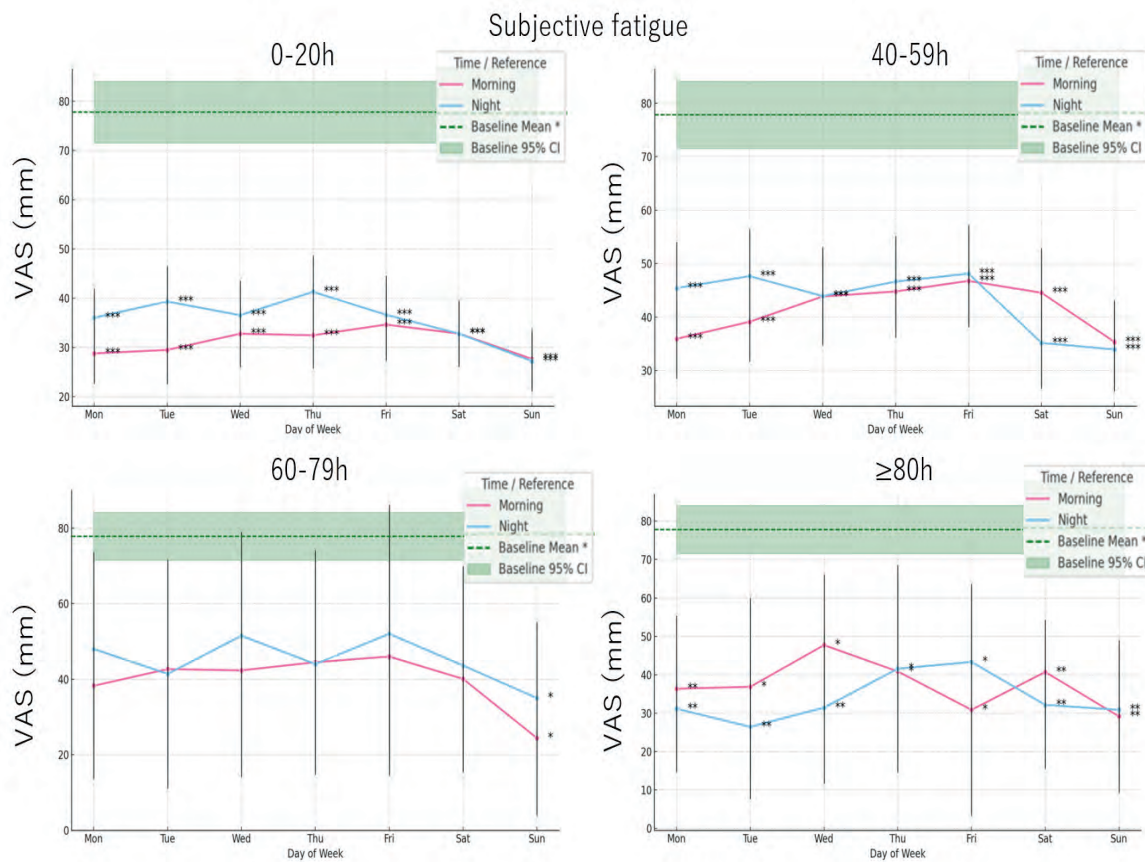 Subjective fatigue
0-20h
Time / Reference
Morning
Night
Baseline Mean *
Baseline 95% CI
VAS (mm)
80
70
60
50
40
30
20
***
***
***
***
***
***
***
***
***
***
***
***
***
Mon Tue Wed Thu Fri Sat Sun
Day of Week
40-59h
Time / Reference
Morning
Night
Baseline Mean *
Baseline 95% CI
VAS (mm)
80
70
60
50
40
30
***
***
***
***
***
***
***
***
***
***
***
***
***
Mon Tue Wed Thu Fri Sat Sun
Day of Week
60-79h
Time / Reference
Morning
Night
Baseline Mean *
Baseline 95% CI
VAS (mm)
80
60
40
20
0
*
*
Mon Tue Wed Thu Fri Sat Sun
Day of Week
≥80h
Time / Reference
Morning
Night
Baseline Mean *
Baseline 95% CI
VAS (mm)
80
70
60
50
40
30
20
10
0
**
**
*
**
*
**
*
*
*
*
**
**
**
**
Mon Tue Wed Thu Fri Sat Sun
Day of Week